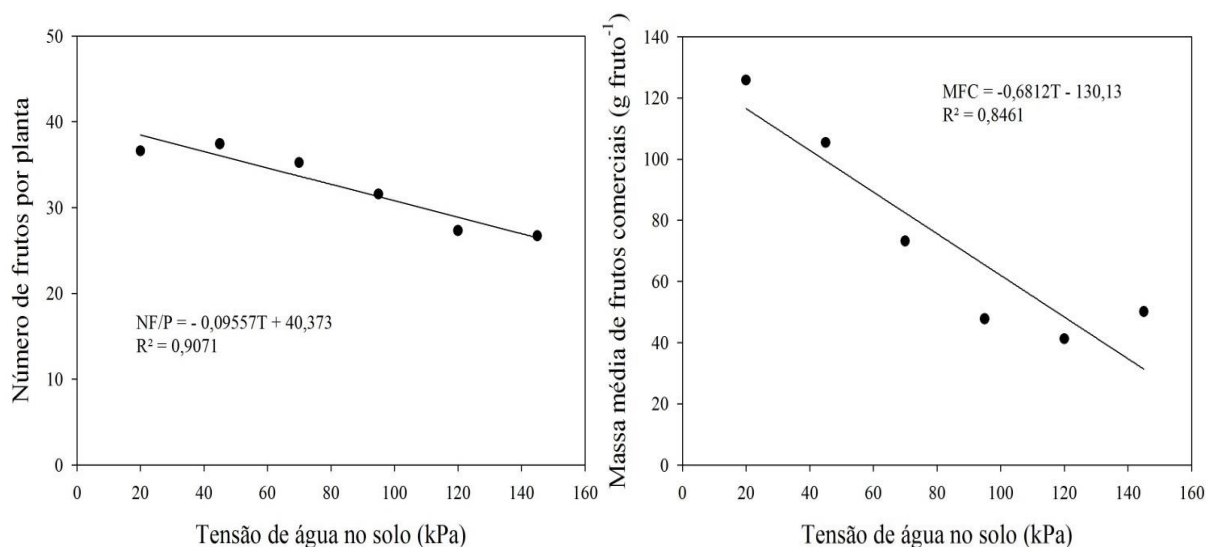 Número de frutos por planta
50
40
30
20
10
0
NF/P = - 0,09557T + 40,373
R² = 0,9071
0 20 40 60 80 100 120 140 160
Tensão de água no solo (kPa)
Massa média de frutos comerciais (g fruto⁻¹)
140
120
100
80
60
40
20
0
MFC = -0,6812T - 130,13
R² = 0,8461
0 20 40 60 80 100 120 140 160
Tensão de água no solo (kPa)